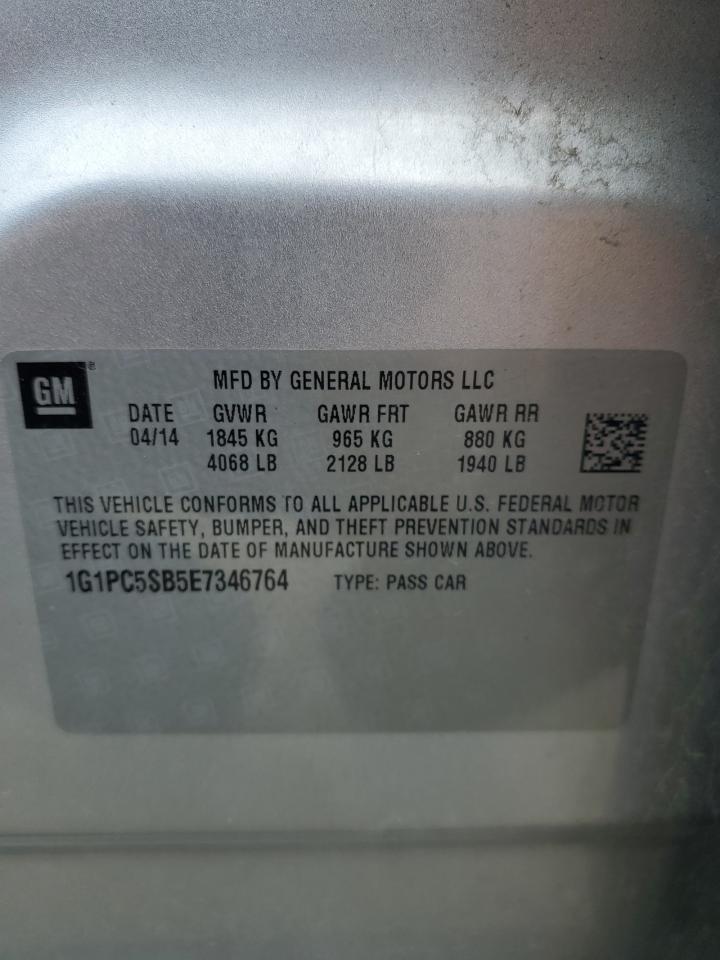 GM ®
MFD BY GENERAL MOTORS LLC
DATE GVWR GAWR FRT GAWR RR
04/14 1845 KG 965 KG 880 KG
4068 LB 2128 LB 1940 LB
THIS VEHICLE CONFORMS TO ALL APPLICABLE U.S. FEDERAL MOTOR
VEHICLE SAFETY, BUMPER, AND THEFT PREVENTION STANDARDS IN
EFFECT ON THE DATE OF MANUFACTURE SHOWN ABOVE.
1G1PC5SB5E7346764 TYPE: PASS CAR